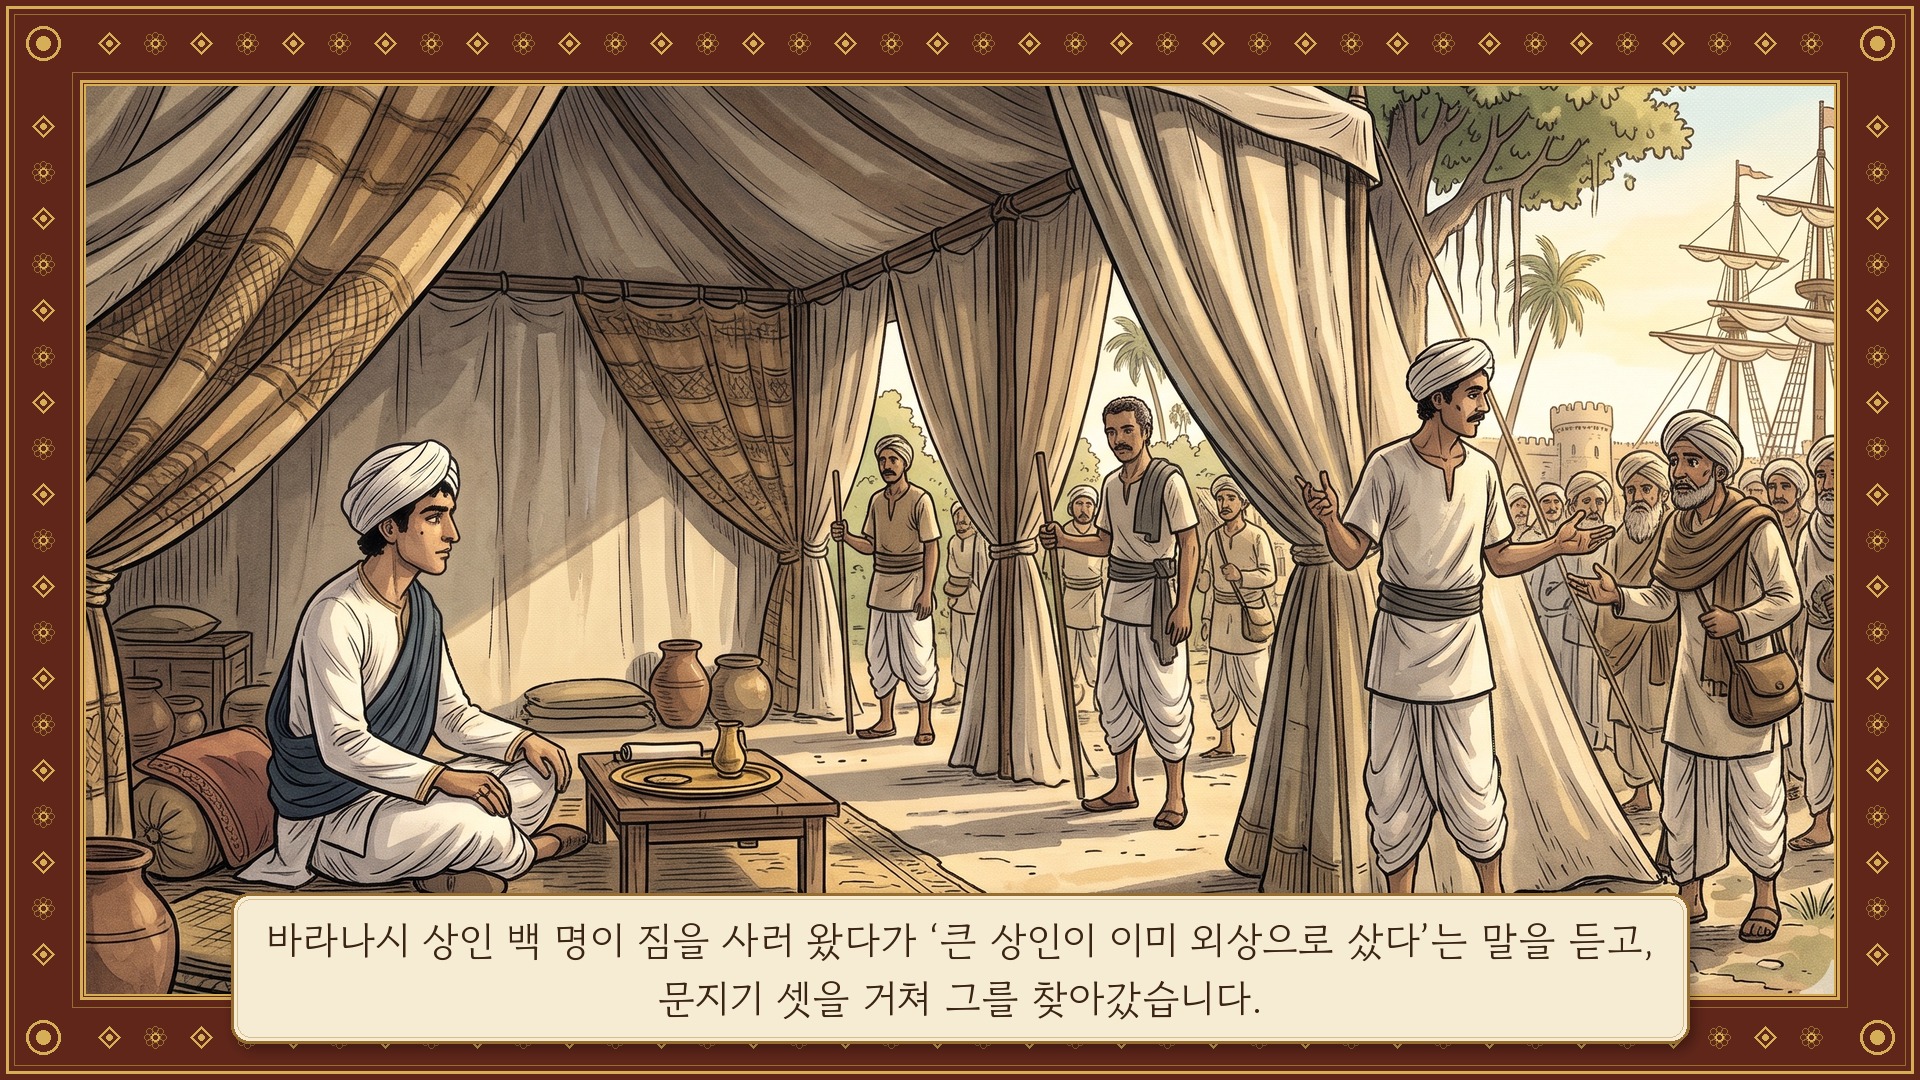 바라나시 상인 백 명이 짐을 사러 왔다가 ‘큰 상인이 이미 외상으로 샀다’는 말을 듣고,
문지기 셋을 거쳐 그를 찾아갔습니다.